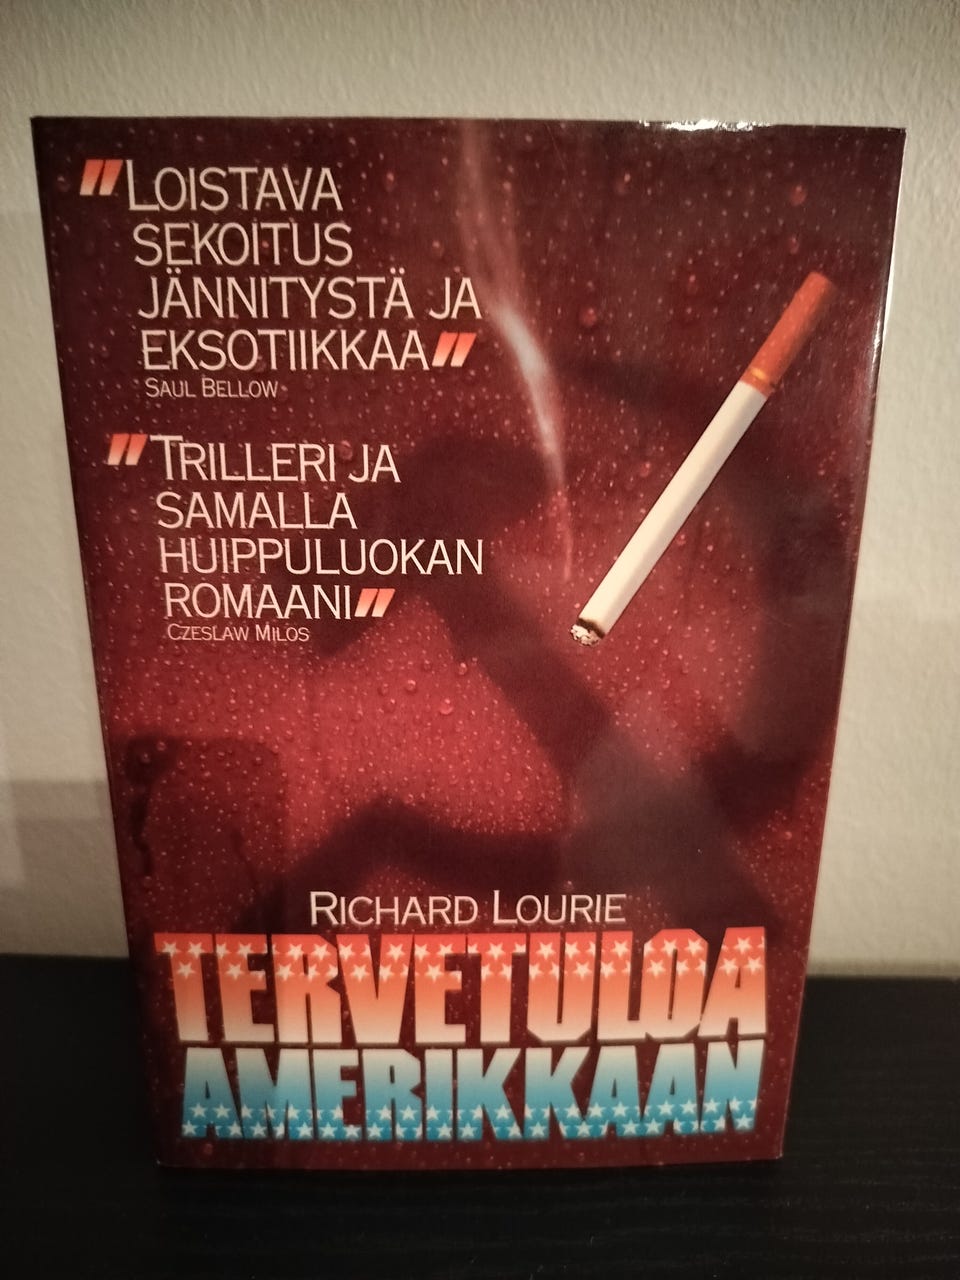 "LOISTAVA
SEKOITUS
JÄNNITYSTÄ JA
EKSOTIIKKAA"
SAUL BELLOW
"TRILLERI JA
SAMALLA
HUIPPULUOKAN
ROMAANI"
CZESLAW MILOS
RICHARD LOURIE
TERVETULOA
AMERIKKAAN